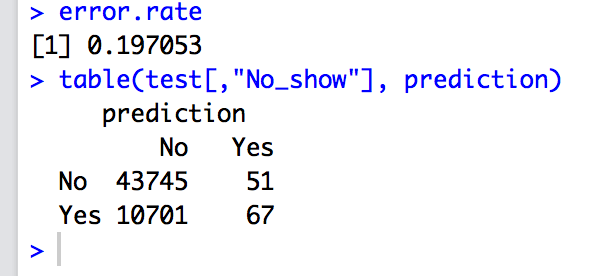 > error.rate
[1] 0.197053
> table(test[,"No_show"], prediction)
prediction
No Yes
No 43745 51
Yes 10701 67
>